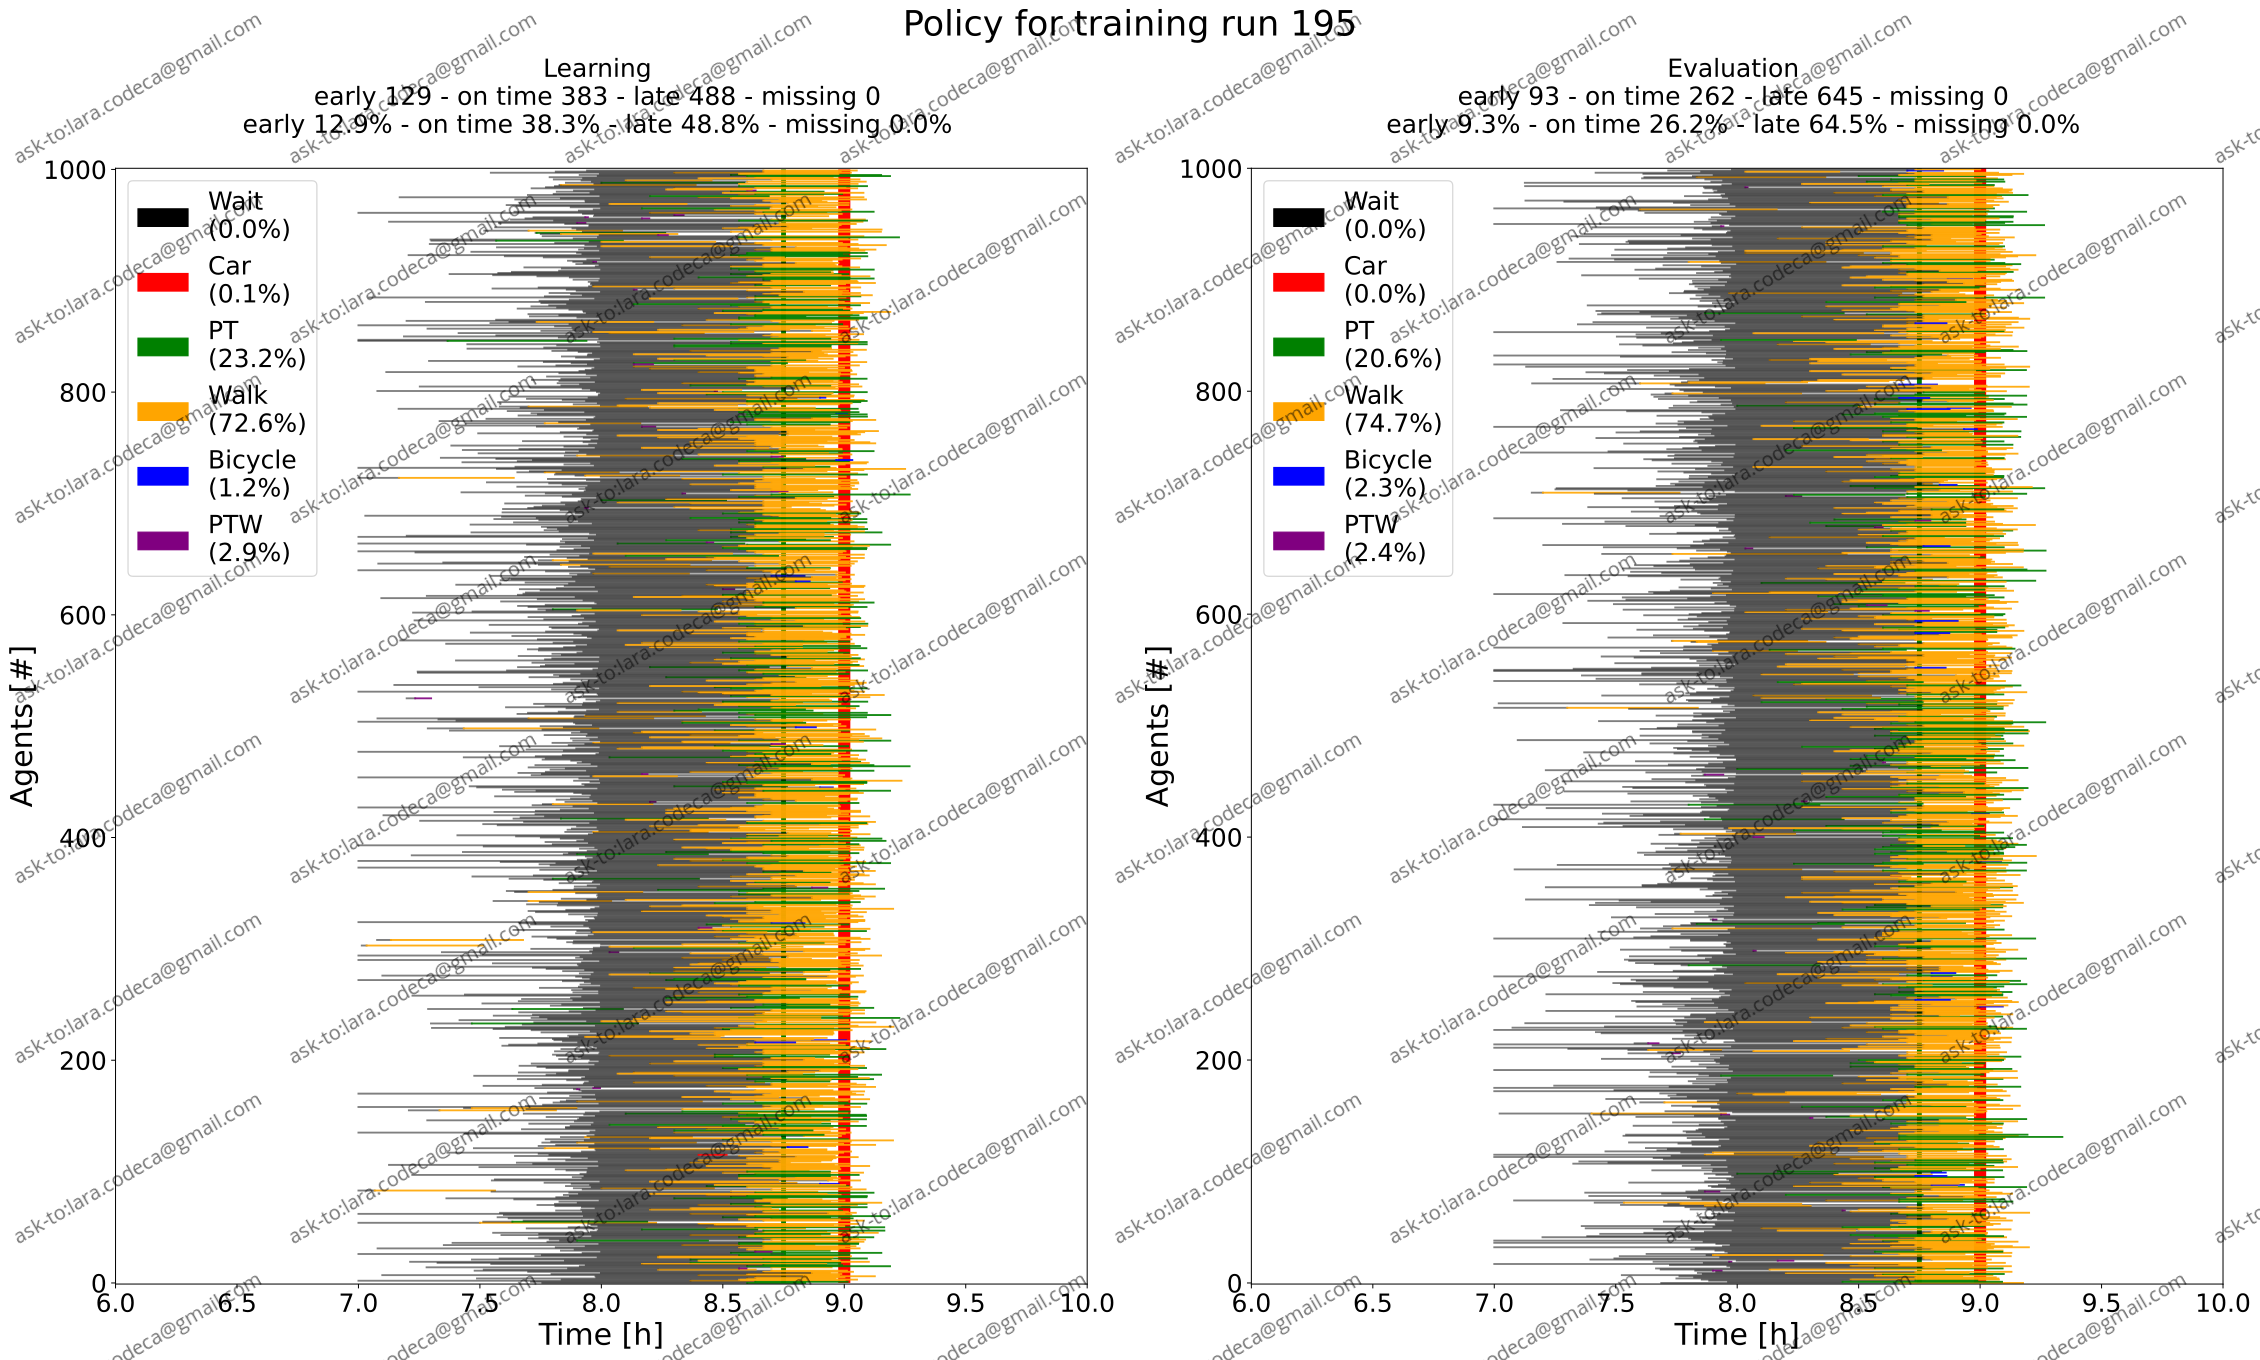 Policy for training run 195
Learning
early 129 - on time 383 - late 488 - missing 0
early 12.9% - on time 38.3% - late 48.8% - missing 0.0%
Agents [#]
1000
800
600
400
200
0
Wait
(0.0%)
Car
(0.1%)
PT
(23.2%)
Walk
(72.6%)
Bicycle
(1.2%)
PTW
(2.9%)
6.0 6.5 7.0 7.5 8.0 8.5 9.0 9.5 10.0
Time [h]
Evaluation
early 93 - on time 262 - late 645 - missing 0
early 9.3% - on time 26.2% - late 64.5% - missing 0.0%
Agents [#]
1000
800
600
400
200
0
Wait
(0.0%)
Car
(0.0%)
PT
(20.6%)
Walk
(74.7%)
Bicycle
(2.3%)
PTW
(2.4%)
6.0 6.5 7.0 7.5 8.0 8.5 9.0 9.5 10.0
Time [h]
ask-to:lara.codeca@gmail.com